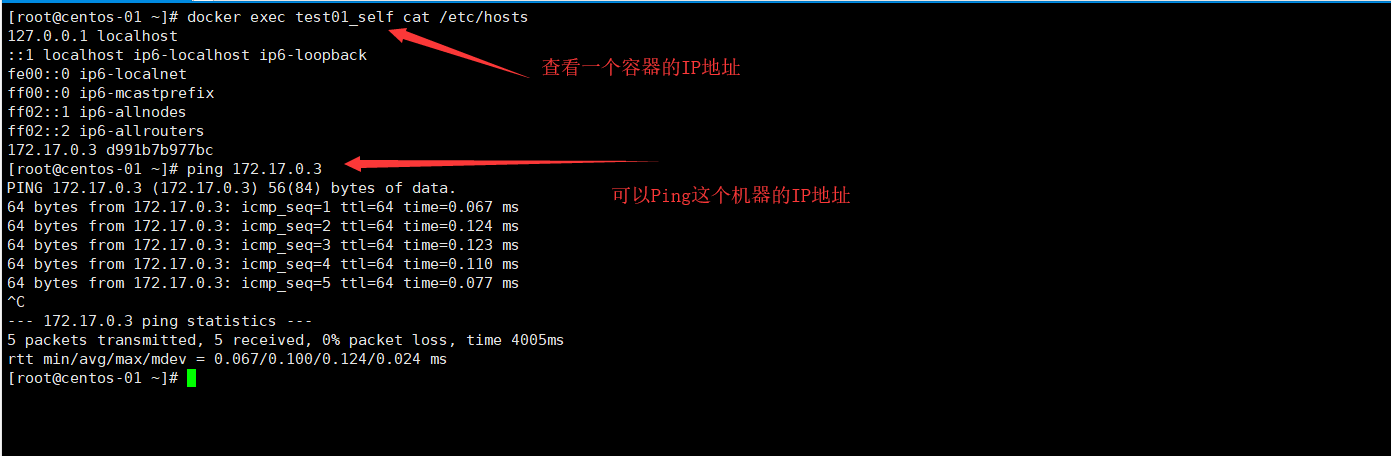 [root@centos-01 ~]# docker exec test01_self cat /etc/hosts
127.0.0.1 localhost
::1 localhost ip6-localhost ip6-loopback
查看一个容器的IP地址
fe00::0 ip6-localnet
ff00::0 ip6-mcastprefix
ff02::1 ip6-allnodes
ff02::2 ip6-allrouters
172.17.0.3 d991b7b977bc
[root@centos-01 ~]# ping 172.17.0.3
PING 172.17.0.3 (172.17.0.3) 56(84) bytes of data.
可以Ping这个机器的IP地址
64 bytes from 172.17.0.3: icmp_seq=1 ttl=64 time=0.067 ms
64 bytes from 172.17.0.3: icmp_seq=2 ttl=64 time=0.124 ms
64 bytes from 172.17.0.3: icmp_seq=3 ttl=64 time=0.123 ms
64 bytes from 172.17.0.3: icmp_seq=4 ttl=64 time=0.110 ms
64 bytes from 172.17.0.3: icmp_seq=5 ttl=64 time=0.077 ms
^C
--- 172.17.0.3 ping statistics ---
5 packets transmitted, 5 received, 0% packet loss, time 4005ms
rtt min/avg/max/mdev = 0.067/0.100/0.124/0.024 ms
[root@centos-01 ~]#